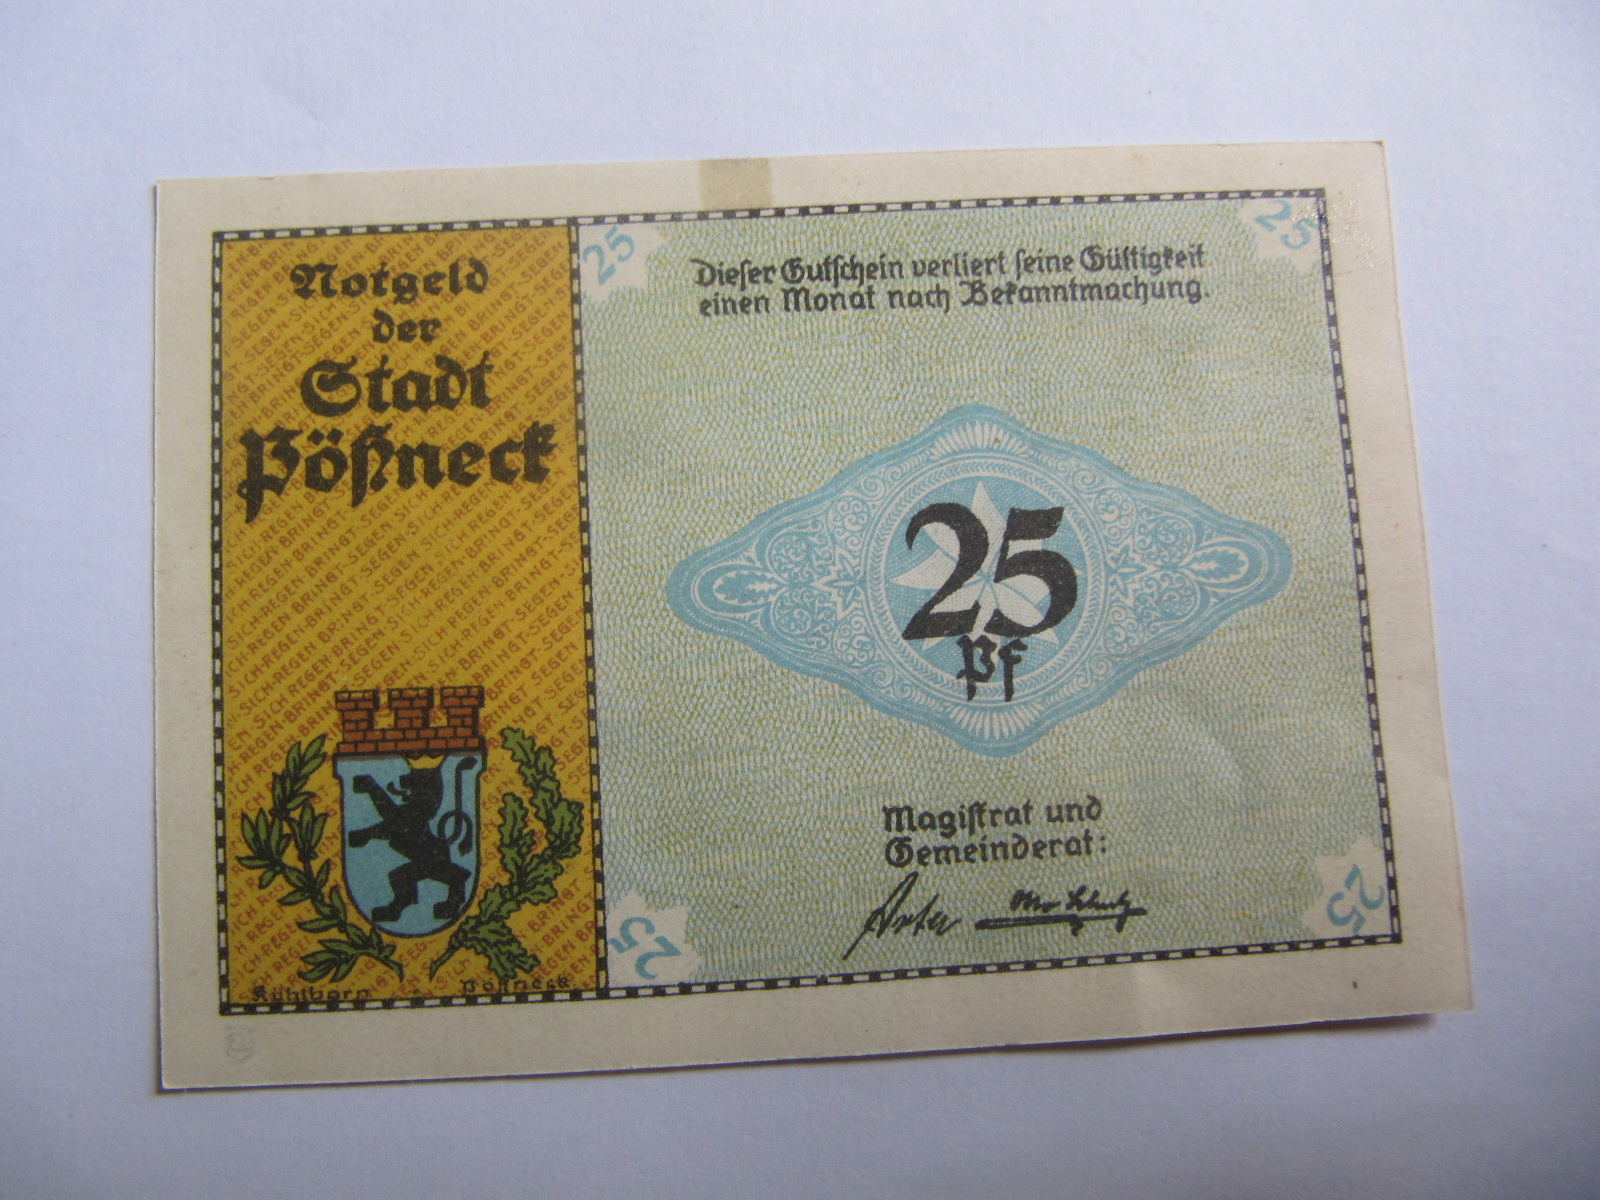 Notgeld
der
Stadt
Pößneck
25
25
Dieser Gutschein verliert seine Gültigkeit
einen Monat nach Bekanntmachung.
25
Pf
Magistrat und
Gemeinderat:
25
25
Kühlhorn Pößneck.
SICH-REGEN-BRINGT-SEGEN